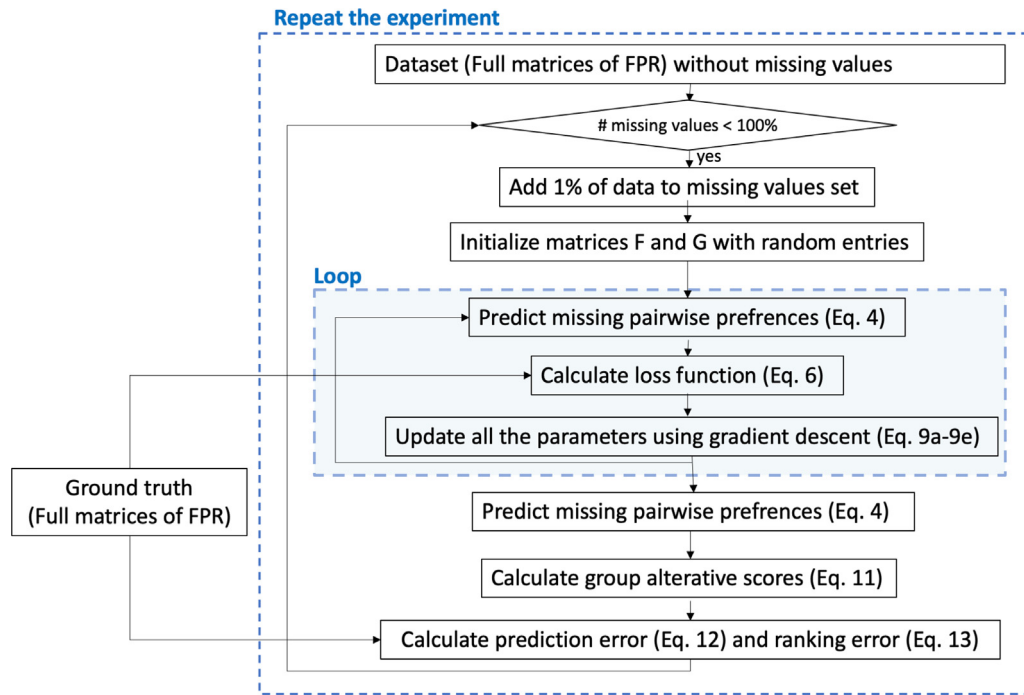 Repeat the experiment
Dataset (Full matrices of FPR) without missing values
# missing values < 100%
yes
Add 1% of data to missing values set
Initialize matrices F and G with random entries
Loop
Predict missing pairwise prefrences (Eq. 4)
Calculate loss function (Eq. 6)
Update all the parameters using gradient descent (Eq. 9a-9e)
Ground truth
(Full matrices of FPR)
Predict missing pairwise prefrences (Eq. 4)
Calculate group alterative scores (Eq. 11)
Calculate prediction error (Eq. 12) and ranking error (Eq. 13)